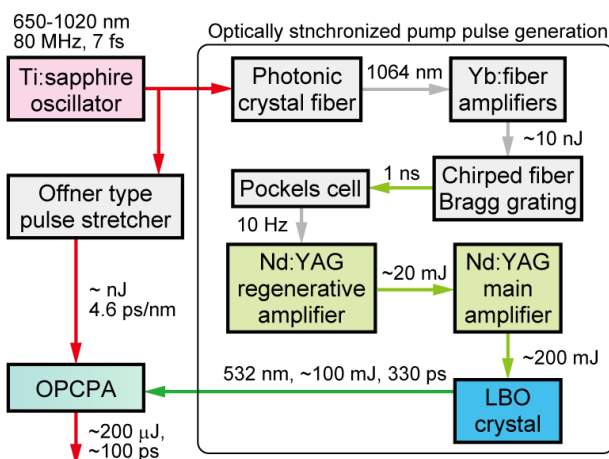 650-1020 nm
80 MHz, 7 fs
Optically stnchronized pump pulse generation
Ti:sapphire
oscillator
Photonic
crystal fiber
1064 nm
Yb:fiber
amplifiers
~10 nJ
Offner type
pulse stretcher
Pockels cell
1 ns
Chirped fiber
Bragg grating
10 Hz
Nd:YAG
regenerative
amplifier
~20 mJ
Nd:YAG
main
amplifier
~ nJ
4.6 ps/nm
~200 mJ
OPCPA
532 nm, ~100 mJ, 330 ps
LBO
crystal
~200 μJ,
~100 ps